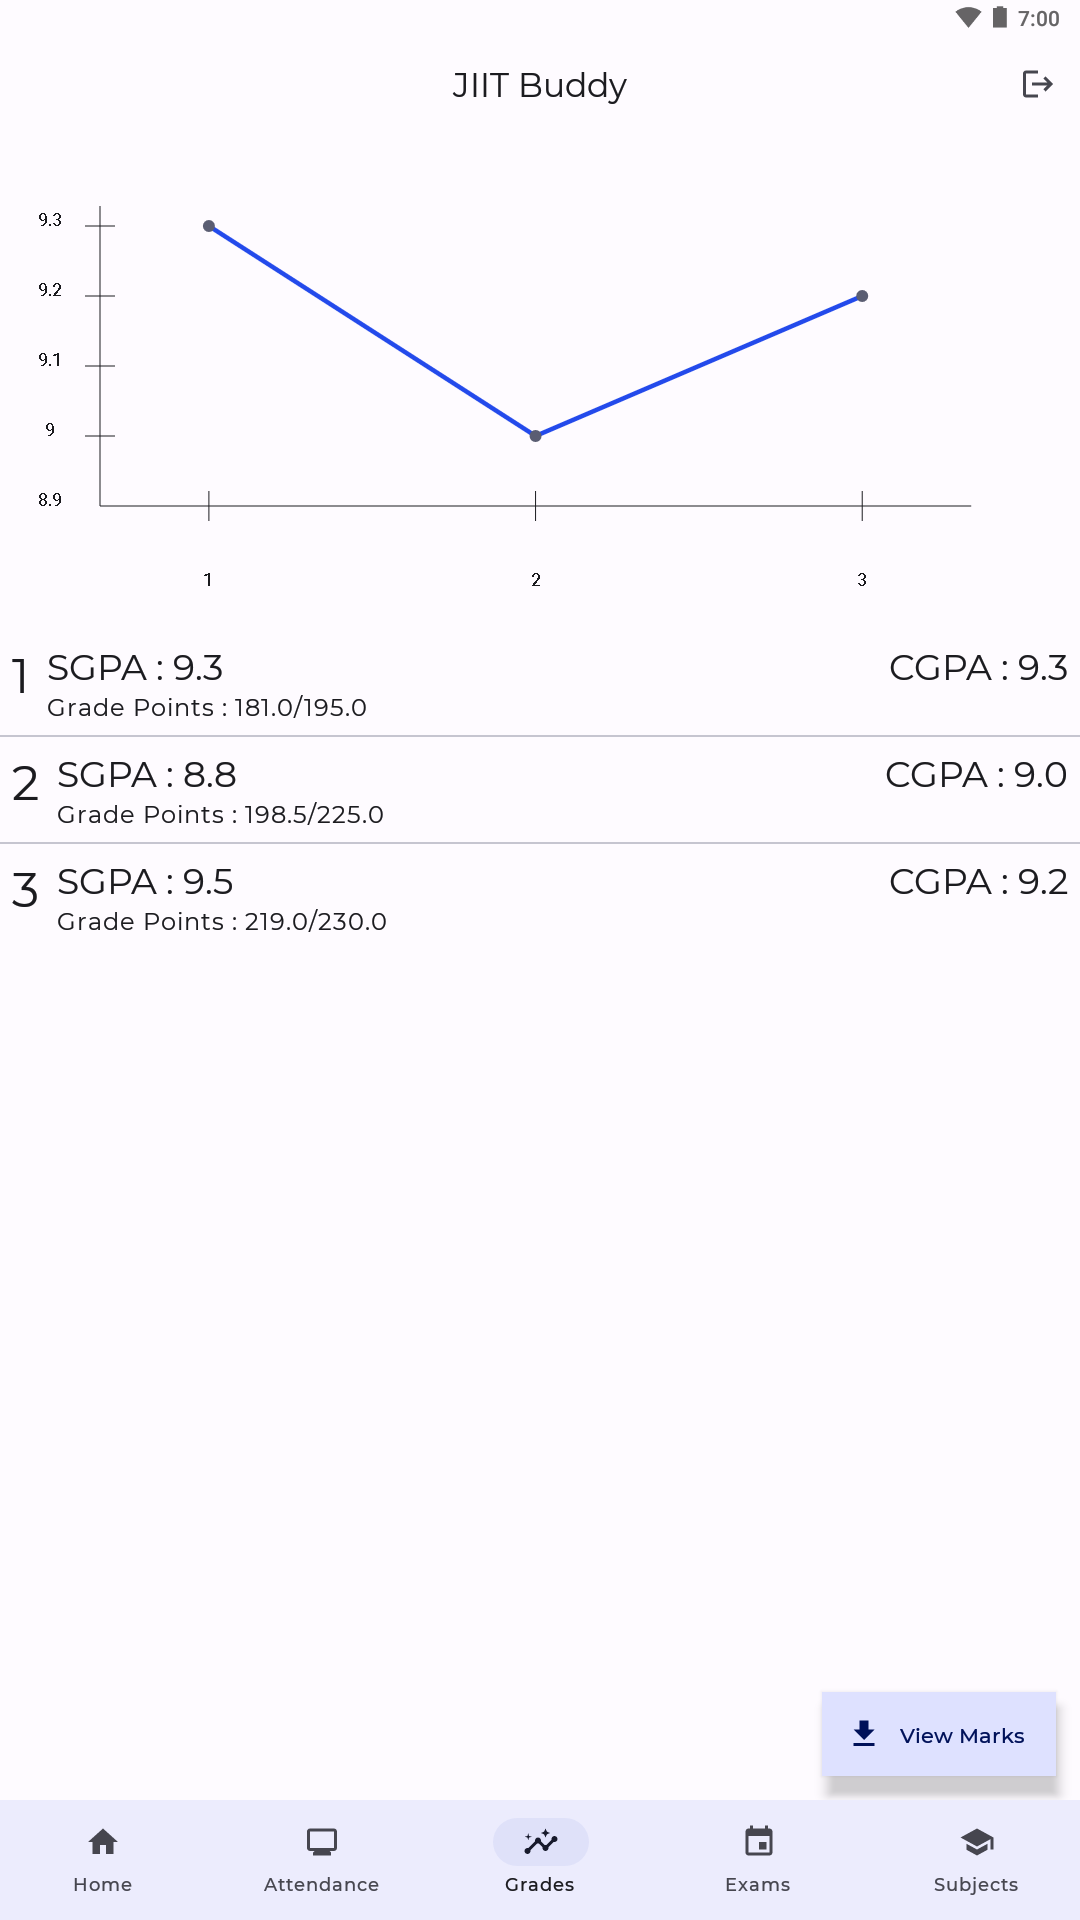 7:00
JIIT Buddy
9.3
9.2
9.1
9
8.9
1 2 3
1 SGPA : 9.3 CGPA : 9.3
Grade Points : 181.0/195.0
2 SGPA : 8.8 CGPA : 9.0
Grade Points : 198.5/225.0
3 SGPA : 9.5 CGPA : 9.2
Grade Points : 219.0/230.0
View Marks
Home Attendance Grades Exams Subjects